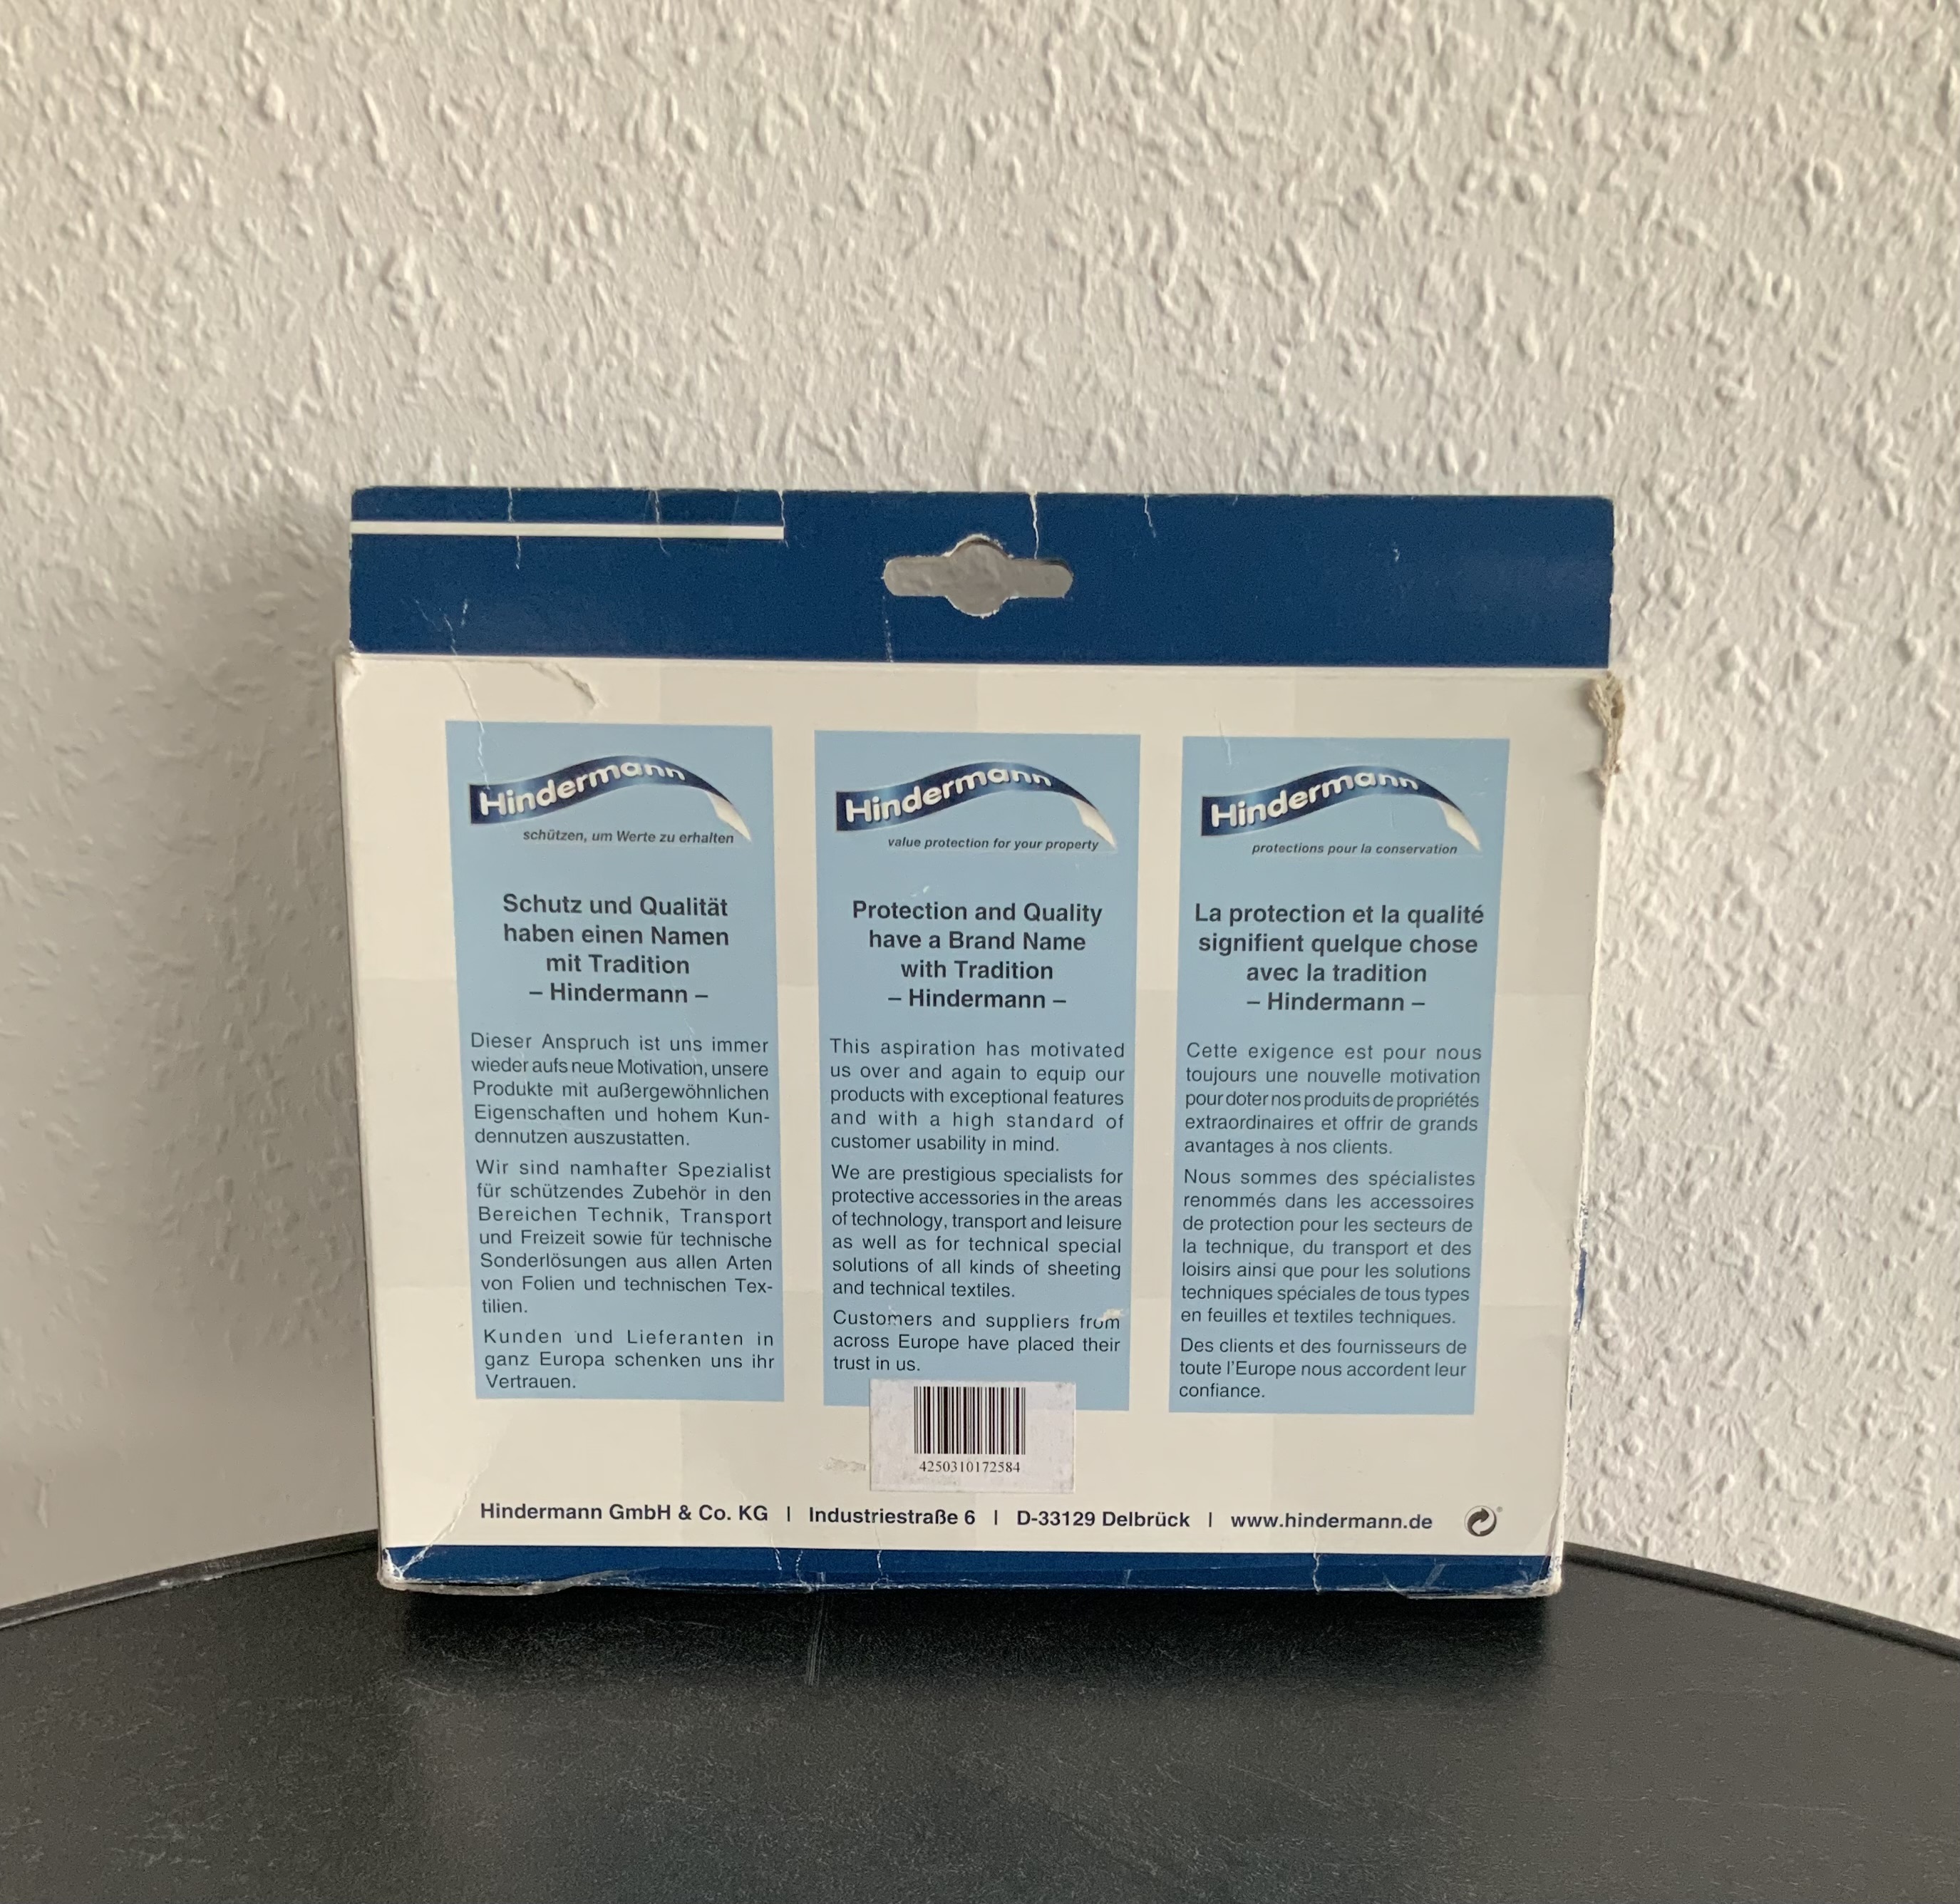 Hindermann
schützen, um Werte zu erhalten
Schutz und Qualität
haben einen Namen
mit Tradition
– Hindermann –
Dieser Anspruch ist uns immer
wieder aufs neue Motivation, unsere
Produkte mit außergewöhnlichen
Eigenschaften und hohem Kun-
dennutzen auszustatten.
Wir sind namhafter Spezialist
für schützendes Zubehör in den
Bereichen Technik, Transport
und Freizeit sowie für technische
Sonderlösungen aus allen Arten
von Folien und technischen Tex-
tilien.
Kunden und Lieferanten in
ganz Europa schenken uns ihr
Vertrauen.
Hindermann
value protection for your property
Protection and Quality
have a Brand Name
with Tradition
– Hindermann –
This aspiration has motivated
us over and again to equip our
products with exceptional features
and with a high standard of
customer usability in mind.
We are prestigious specialists for
protective accessories in the areas
of technology, transport and leisure
as well as for technical special
solutions of all kinds of sheeting
and technical textiles.
Customers and suppliers from
across Europe have placed their
trust in us.
Hindermann
protections pour la conservation
La protection et la qualité
signifient quelque chose
avec la tradition
– Hindermann –
Cette exigence est pour nous
toujours une nouvelle motivation
pour doter nos produits de propriétés
extraordinaires et offrir de grands
avantages à nos clients.
Nous sommes des spécialistes
renommés dans les accessoires
de protection pour les secteurs de
la technique, du transport et des
loisirs ainsi que pour les solutions
techniques spéciales de tous types
en feuilles et textiles techniques.
Des clients et des fournisseurs de
toute l'Europe nous accordent leur
confiance.
4250310172584
Hindermann GmbH & Co. KG | Industriestraße 6 | D-33129 Delbrück | www.hindermann.de